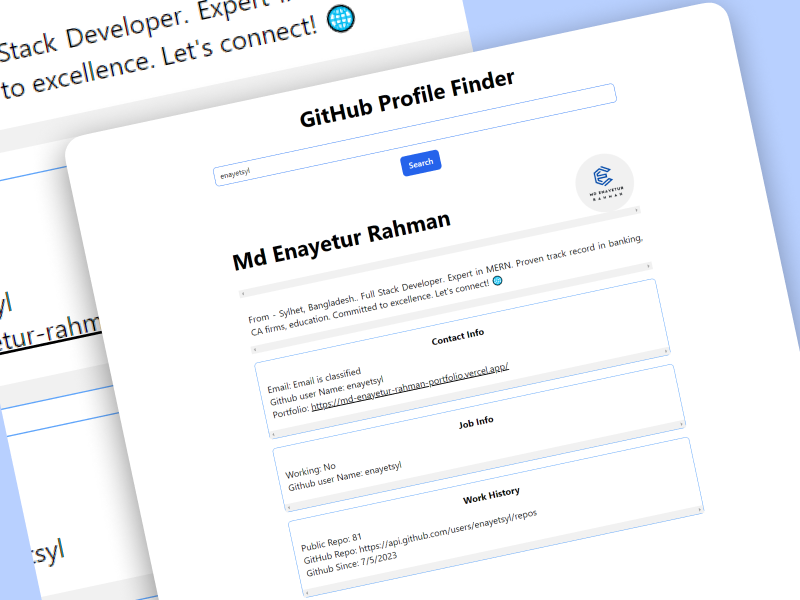 Stack Developer. Expert in
to excellence. Let's connect!
GitHub Profile Finder
enayetsyl
Search
MD ENAYETUR
RAHMAN
Md Enayetur Rahman
From - Sylhet, Bangladesh.. Full Stack Developer. Expert in MERN. Proven track record in banking,
CA firms, education. Committed to excellence. Let's connect! 🌐
Contact Info
Email: Email is classified
Github user Name: enayetsyl
Portfolio: https://md-enayetur-rahman-portfolio.vercel.app/
Job Info
Working: No
Github user Name: enayetsyl
Work History
Public Repo: 81
GitHub Repo: https://api.github.com/users/enayetsyl/repos
Github Since: 7/5/2023
yl
etur-rahm
tsyl